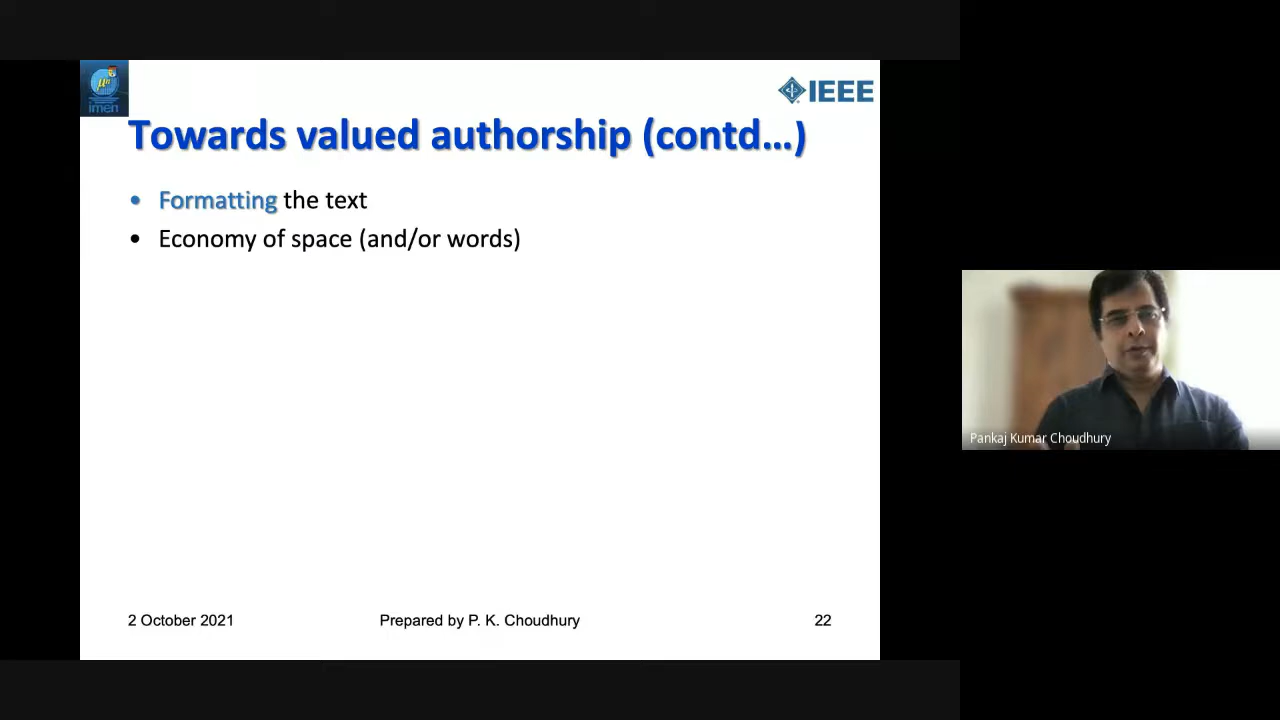 imen
IEEE
Towards valued authorship (contd...)
• Formatting the text
• Economy of space (and/or words)
Pankaj Kumar Choudhury
2 October 2021
Prepared by P. K. Choudhury
22